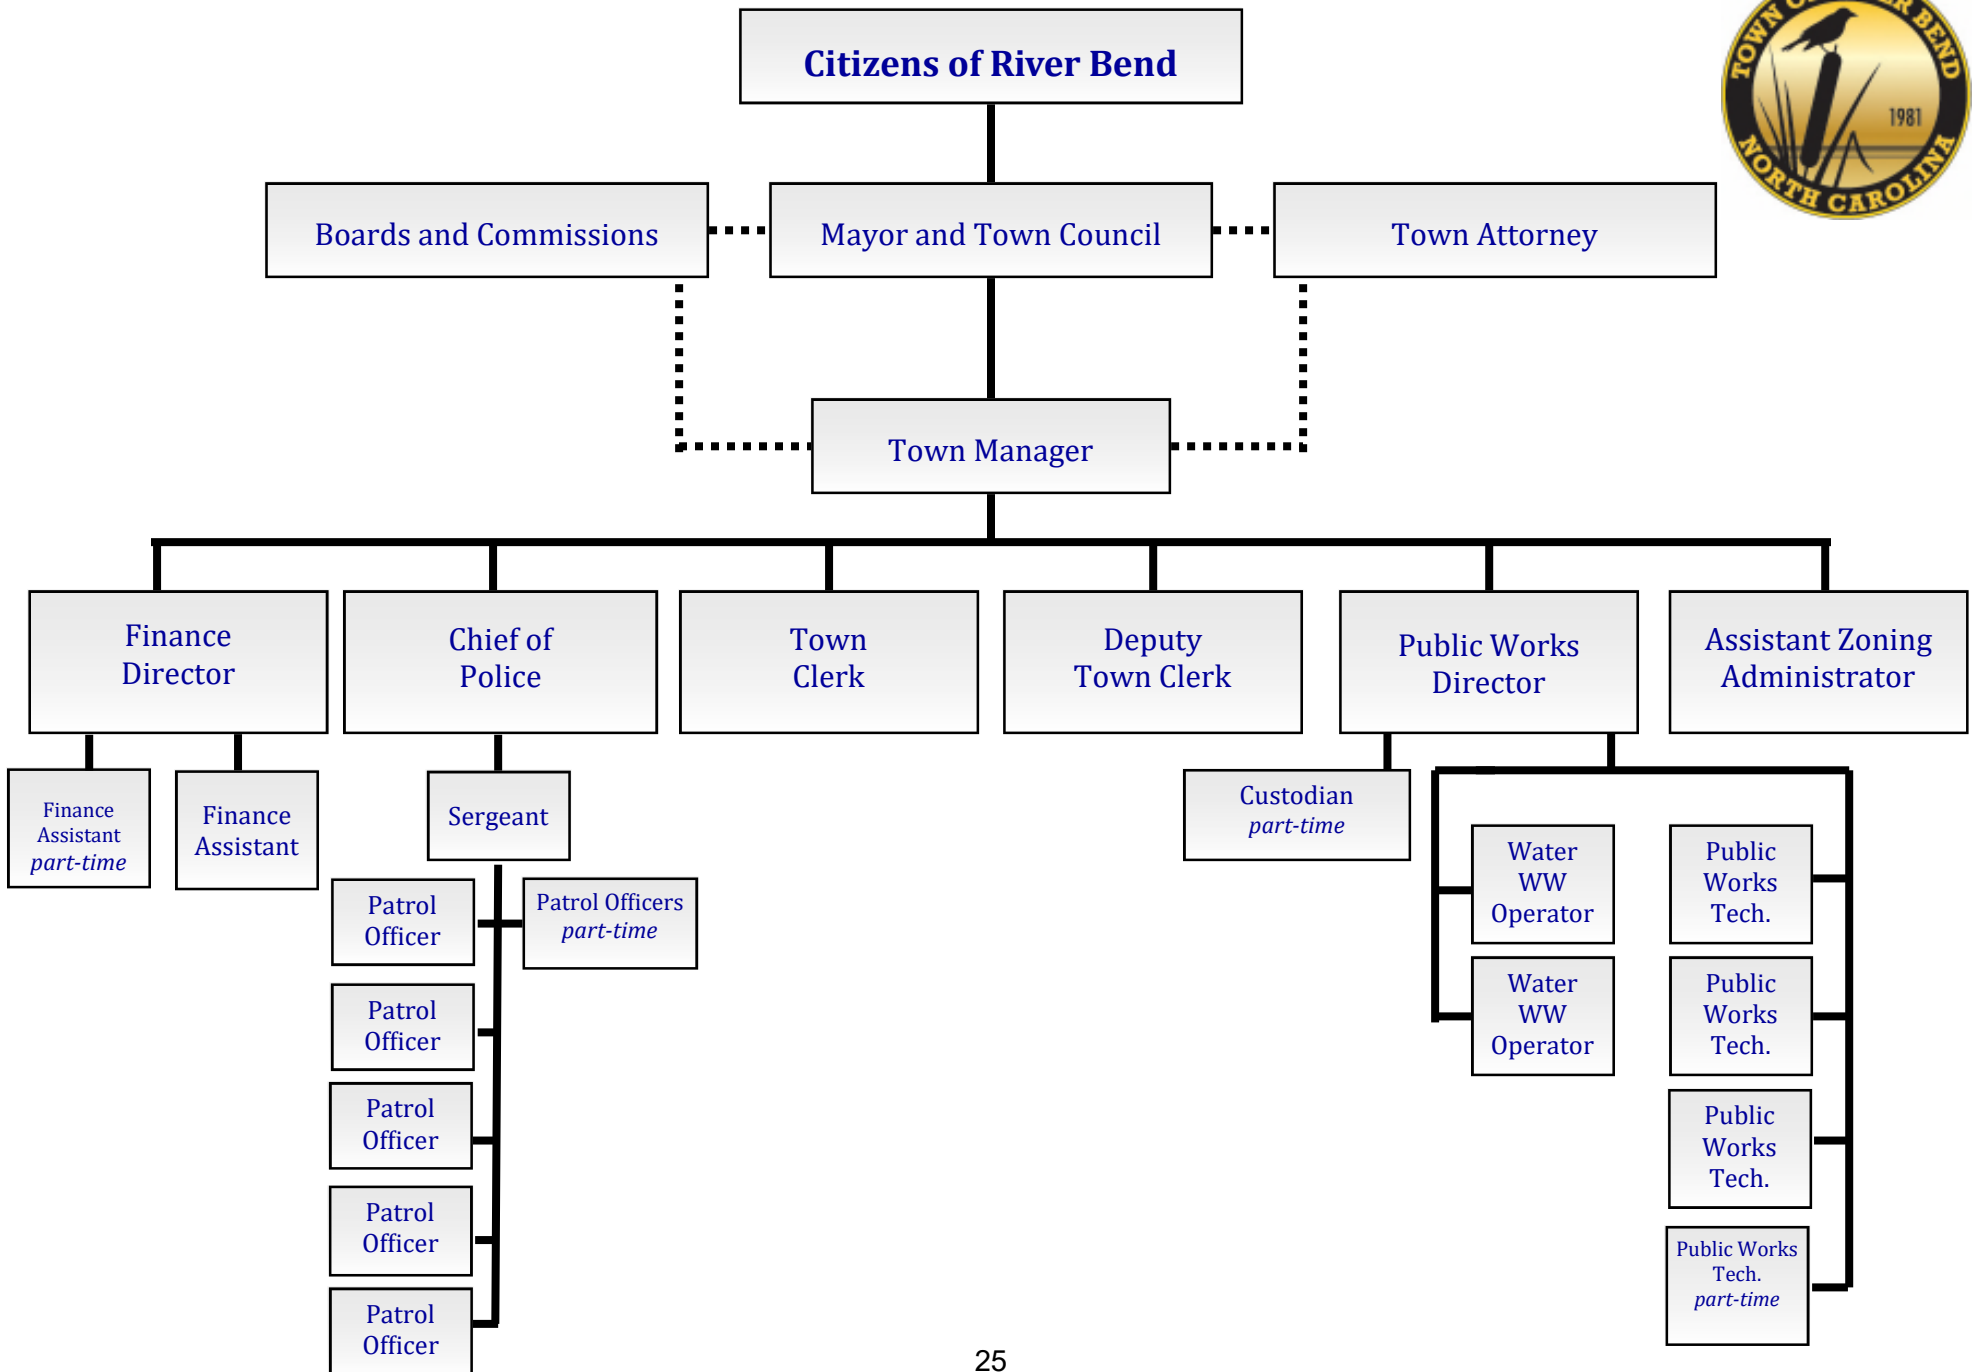 Citizens of River Bend
TOWN OF RIVER BEND
1981
NORTH CAROLINA
Boards and Commissions
Mayor and Town Council
Town Attorney
Town Manager
Finance
Director
Chief of
Police
Town
Clerk
Deputy
Town Clerk
Public Works
Director
Assistant Zoning
Administrator
Finance
Assistant
part-time
Finance
Assistant
Sergeant
Custodian
part-time
Patrol
Officer
Patrol Officers
part-time
Patrol
Officer
Patrol
Officer
Patrol
Officer
Patrol
Officer
Water
WW
Operator
Water
WW
Operator
Public
Works
Tech.
Public
Works
Tech.
Public
Works
Tech.
Public Works
Tech.
part-time
25